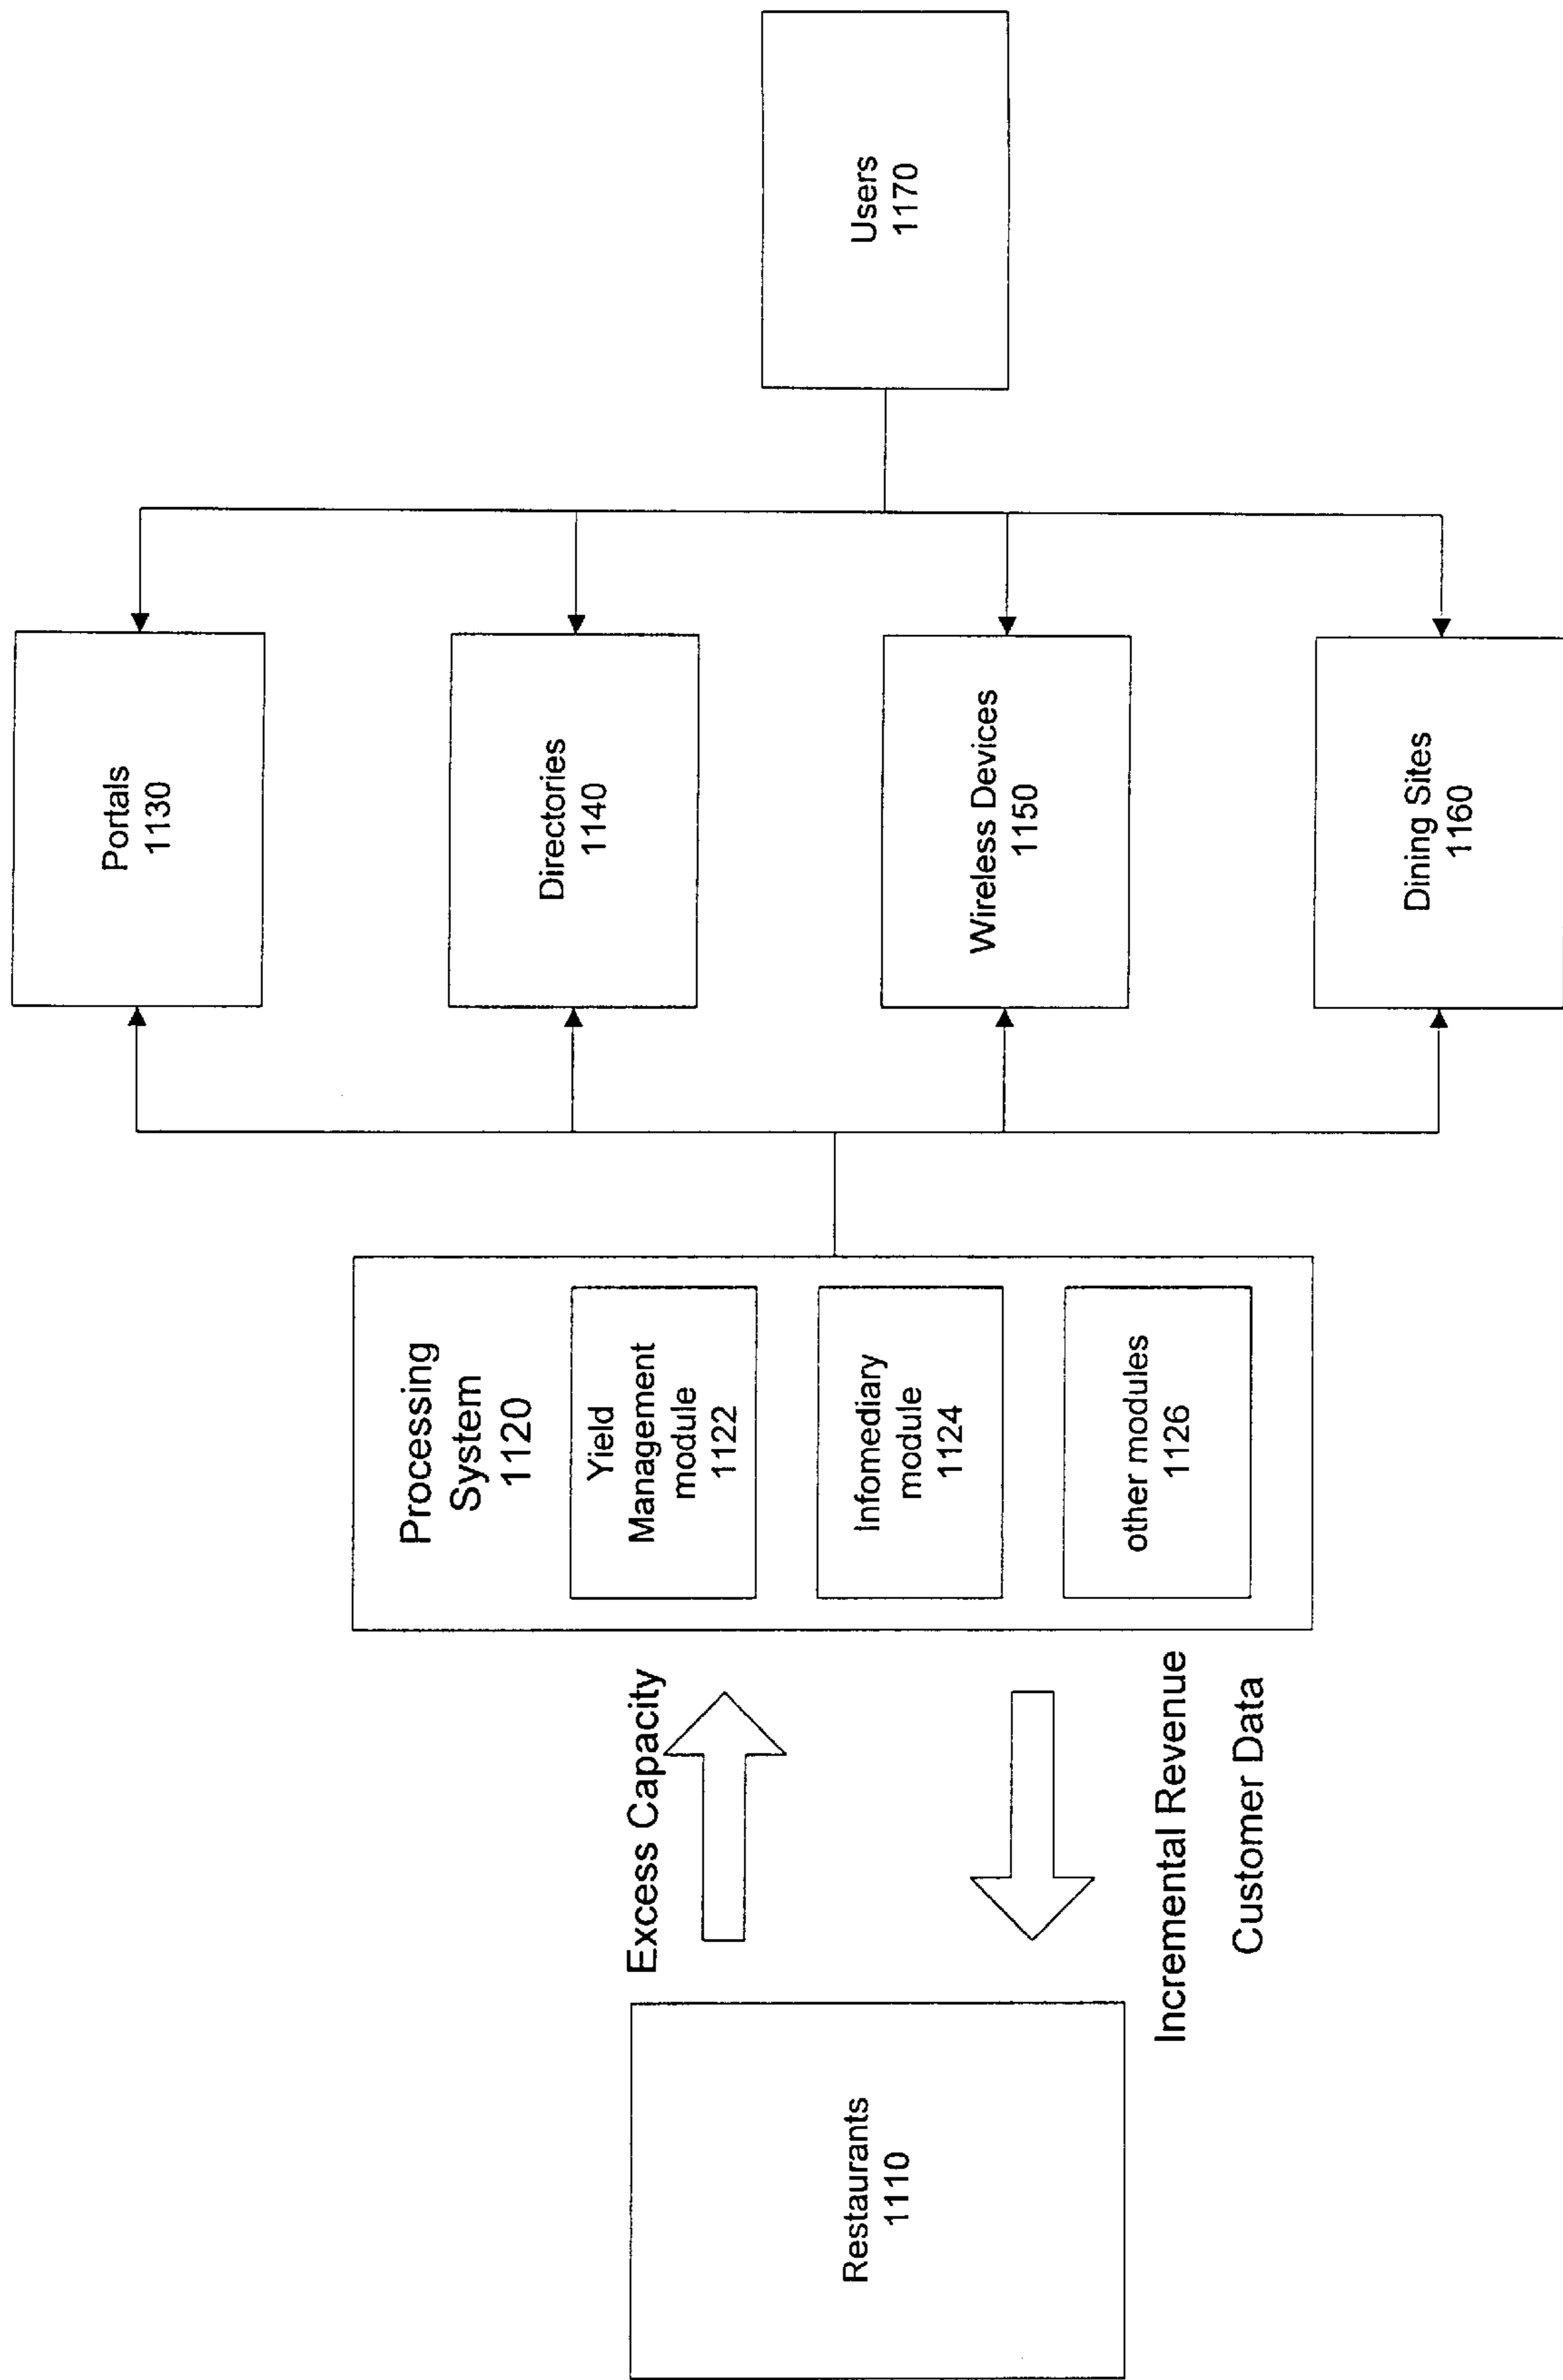 Restaurants
1110
Excess Capacity
Incremental Revenue
Customer Data
Processing
System
1120
Yield
Management
module
1122
Infomediary
module
1124
other modules
1126
Portals
1130
Directories
1140
Wireless Devices
1150
Dining Sites
1160
Users
1170